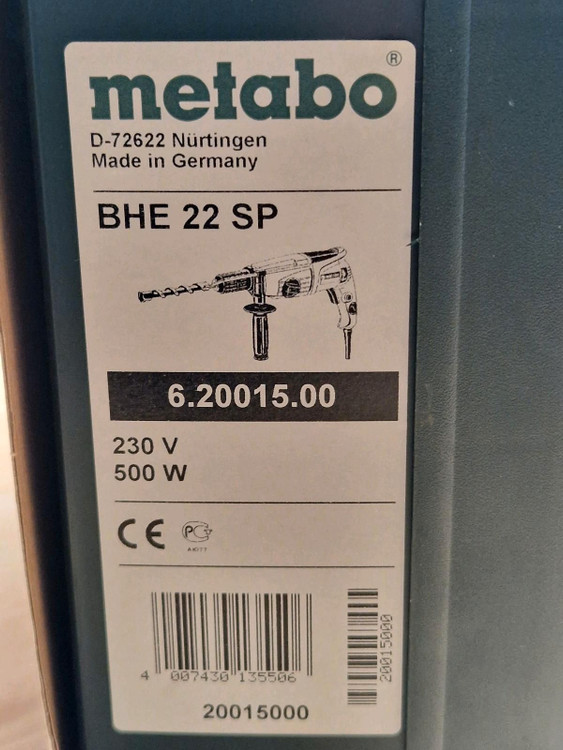 metabo®
D-72622 Nürtingen
Made in Germany
BHE 22 SP
6.20015.00
230 V
500 W
CE
4 007430 135506
20015000
20015000